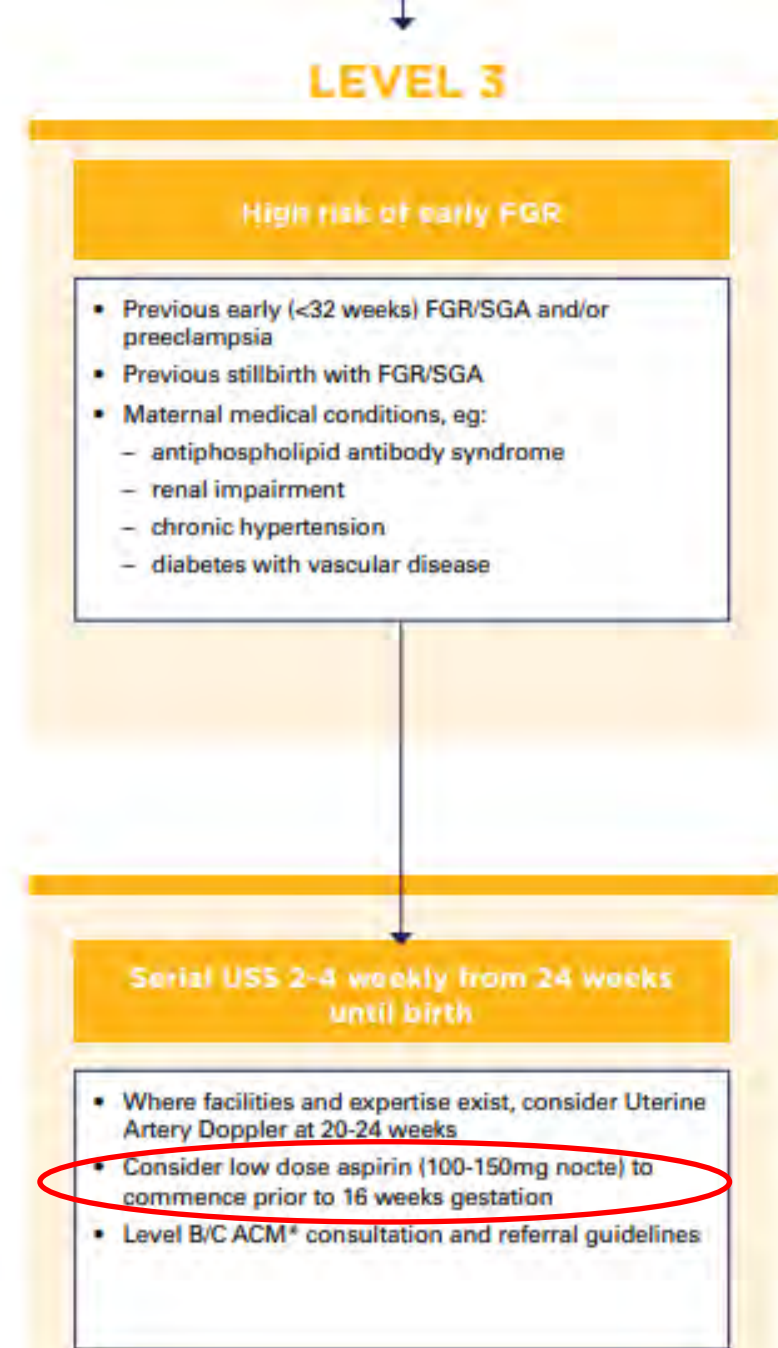 LEVEL 3
High risk of early FGR
• Previous early (<32 weeks) FGR/SGA and/or
preeclampsia
• Previous stillbirth with FGR/SGA
• Maternal medical conditions, eg:
– antiphospholipid antibody syndrome
– renal impairment
– chronic hypertension
– diabetes with vascular disease
Serial USS 2-4 weekly from 24 weeks
until birth
• Where facilities and expertise exist, consider Uterine
Artery Doppler at 20-24 weeks
• Consider low dose aspirin (100-150mg nocte) to
commence prior to 16 weeks gestation
• Level B/C ACM* consultation and referral guidelines